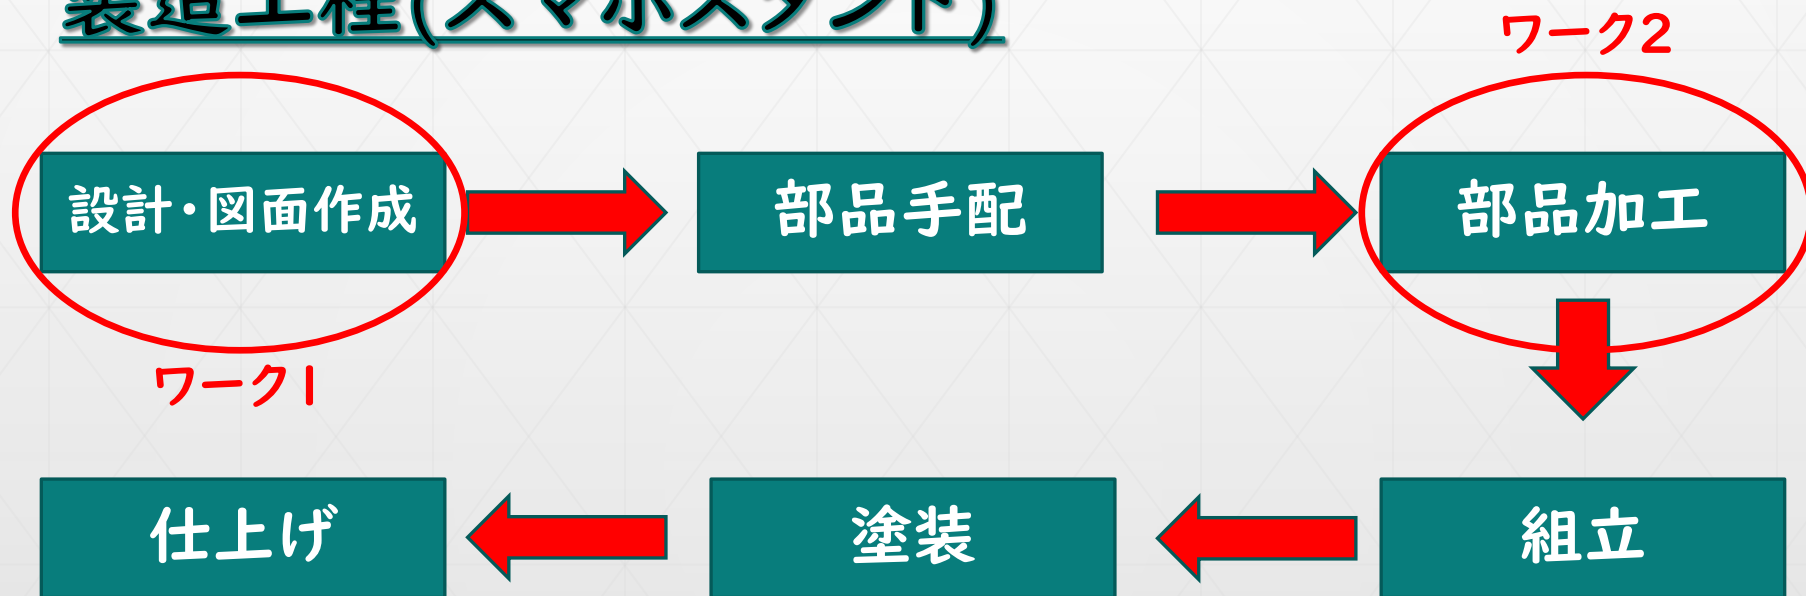 製造工程(スマホスタンド)
ワーク2
設計・図面作成
部品手配
部品加工
ワーク1
仕上げ
塗装
組立